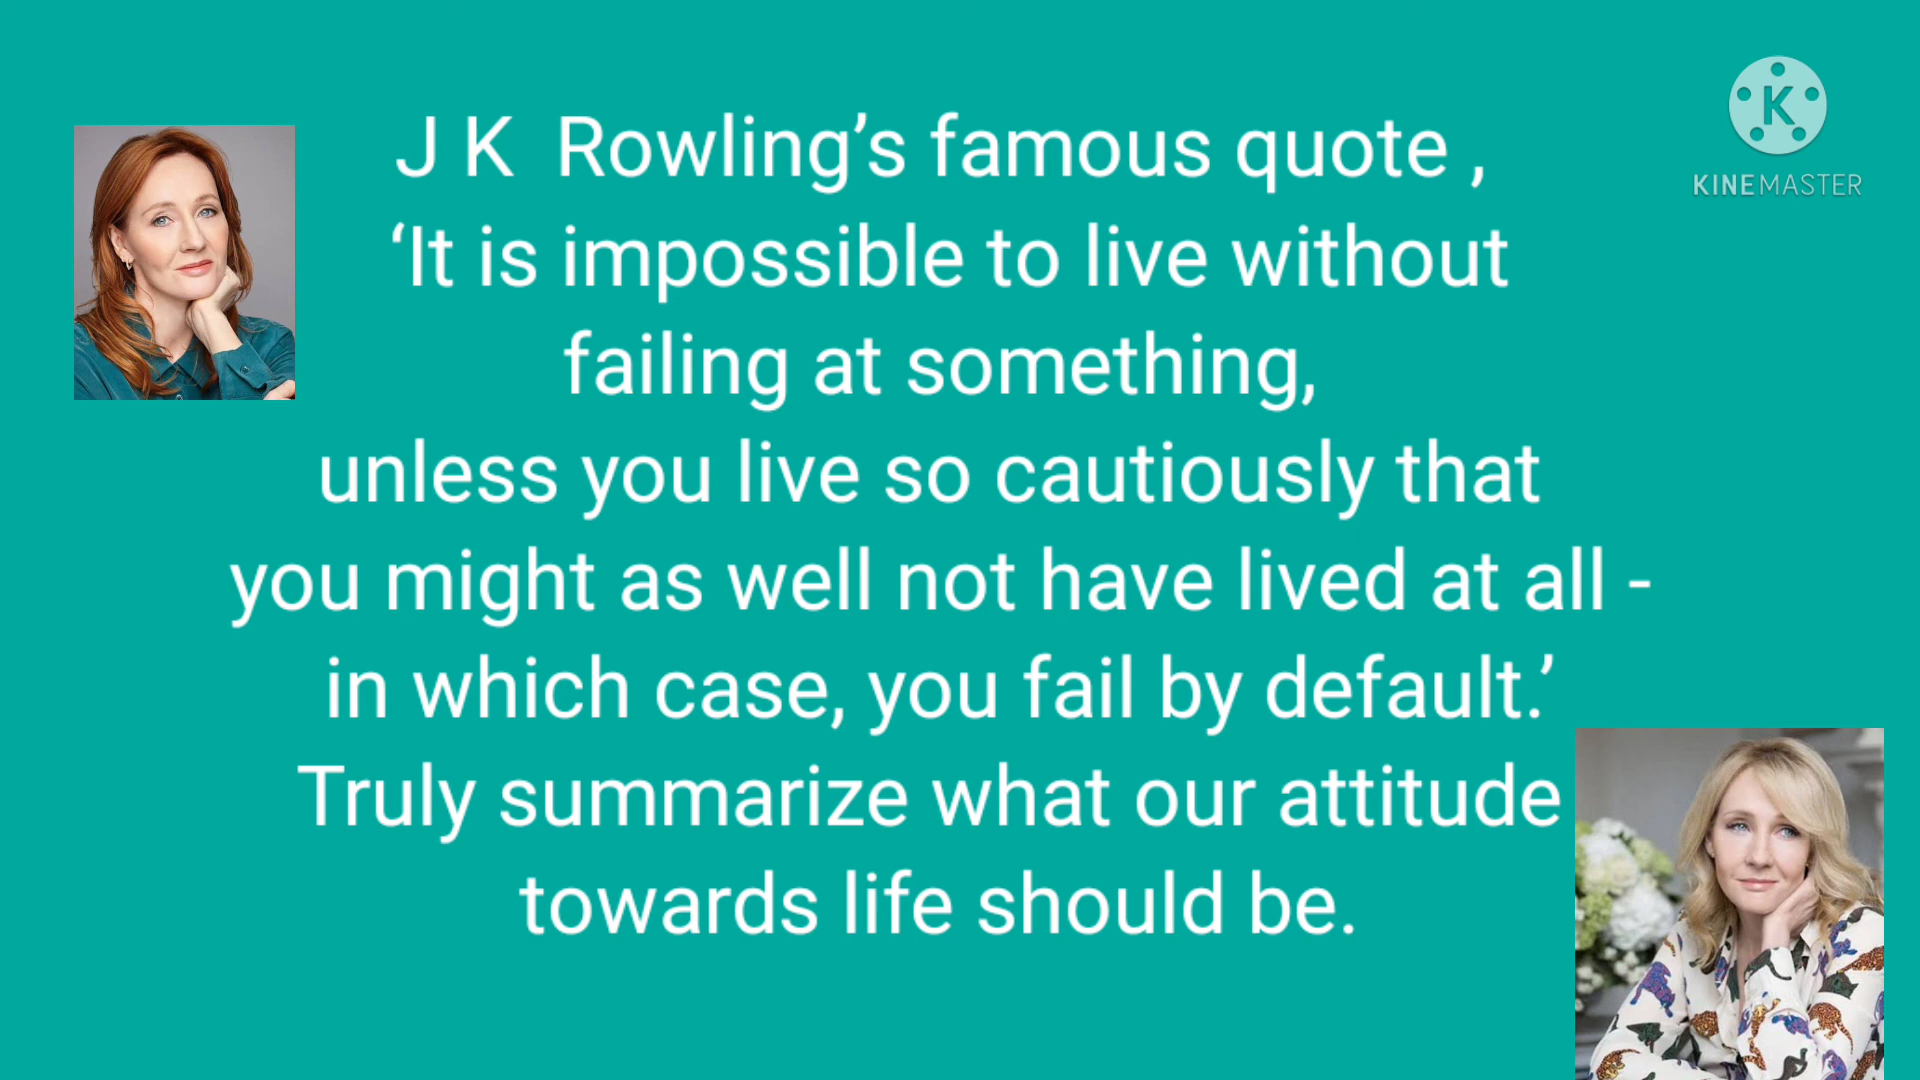 J K Rowling’s famous quote ,
‘It is impossible to live without
failing at something,
unless you live so cautiously that
you might as well not have lived at all -
in which case, you fail by default.’
Truly summarize what our attitude
towards life should be.
K
KINEMASTER